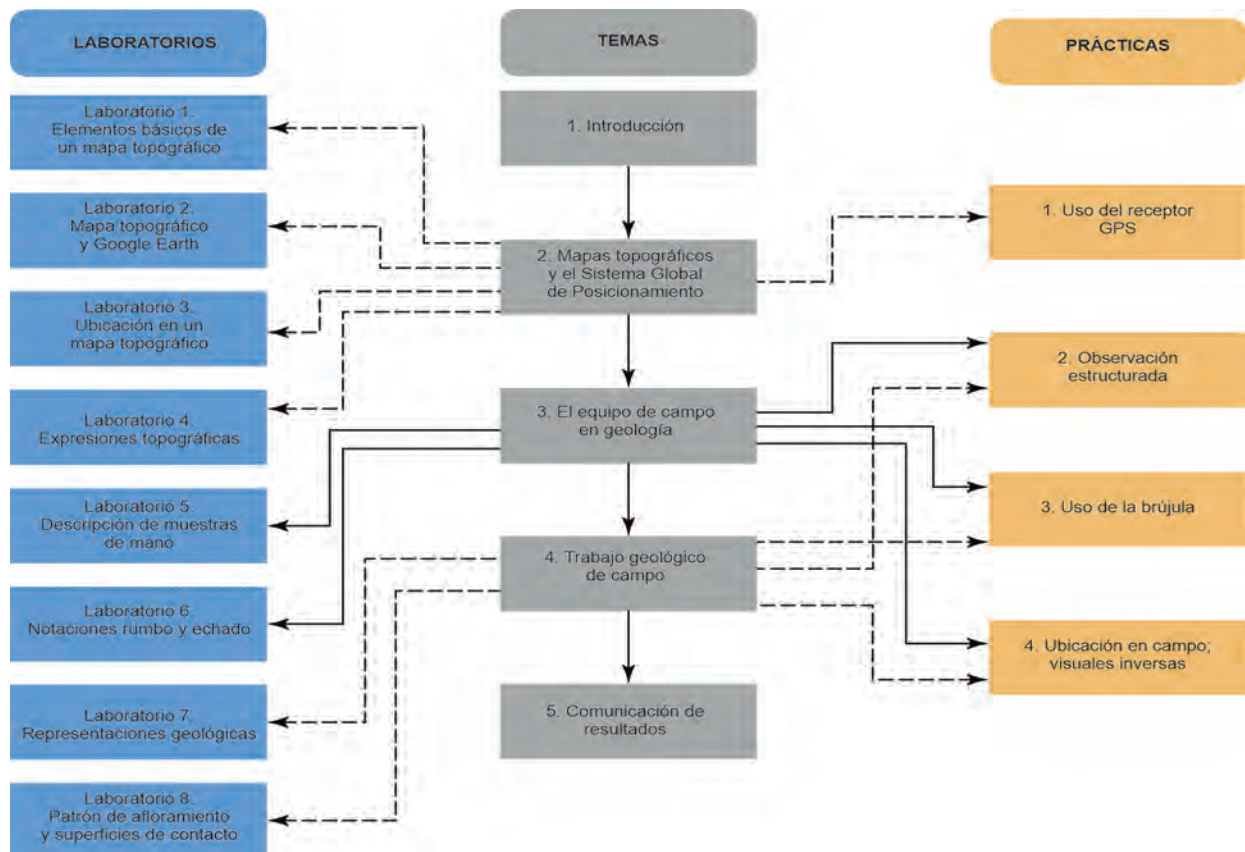 LABORATORIOS
Laboratorio 1.
Elementos básicos de
un mapa topográfico
Laboratorio 2.
Mapa topográfico
y Google Earth
Laboratorio 3.
Ubicación en un
mapa topográfico
Laboratorio 4.
Expresiones topográficas
Laboratorio 5.
Descripción de muestras
de mano
Laboratorio 6.
Notaciones rumbo y echado
Laboratorio 7.
Representaciones geológicas
Laboratorio 8.
Patrón de afloramiento
y superficies de contacto
TEMAS
1. Introducción
2. Mapas topográficos
y el Sistema Global
de Posicionamiento
3. El equipo de campo
en geología
4. Trabajo geológico
de campo
5. Comunicación de
resultados
PRÁCTICAS
1. Uso del receptor
GPS
2. Observación
estructurada
3. Uso de la brújula
4. Ubicación en campo;
visuales inversas